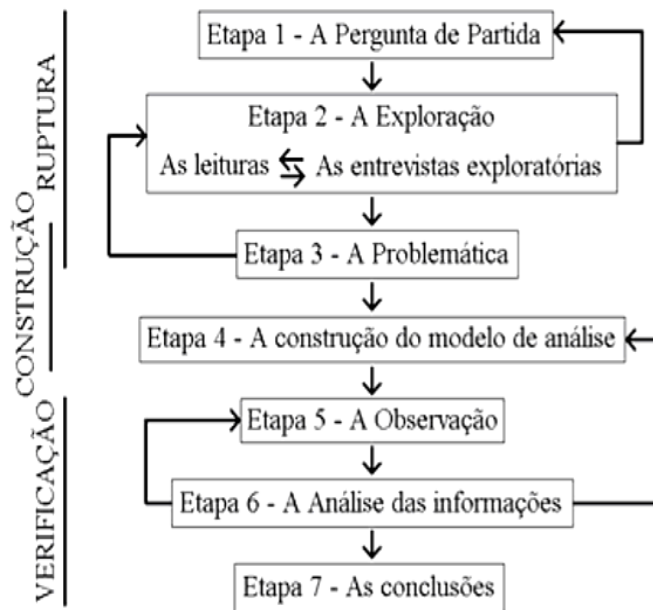 RUPTURA
CONSTRUÇÃO
VERIFICAÇÃO
Etapa 1 - A Pergunta de Partida
Etapa 2 - A Exploração
As leituras As entrevistas exploratórias
Etapa 3 - A Problemática
Etapa 4 - A construção do modelo de análise
Etapa 5 - A Observação
Etapa 6 - A Análise das informações
Etapa 7 - As conclusões